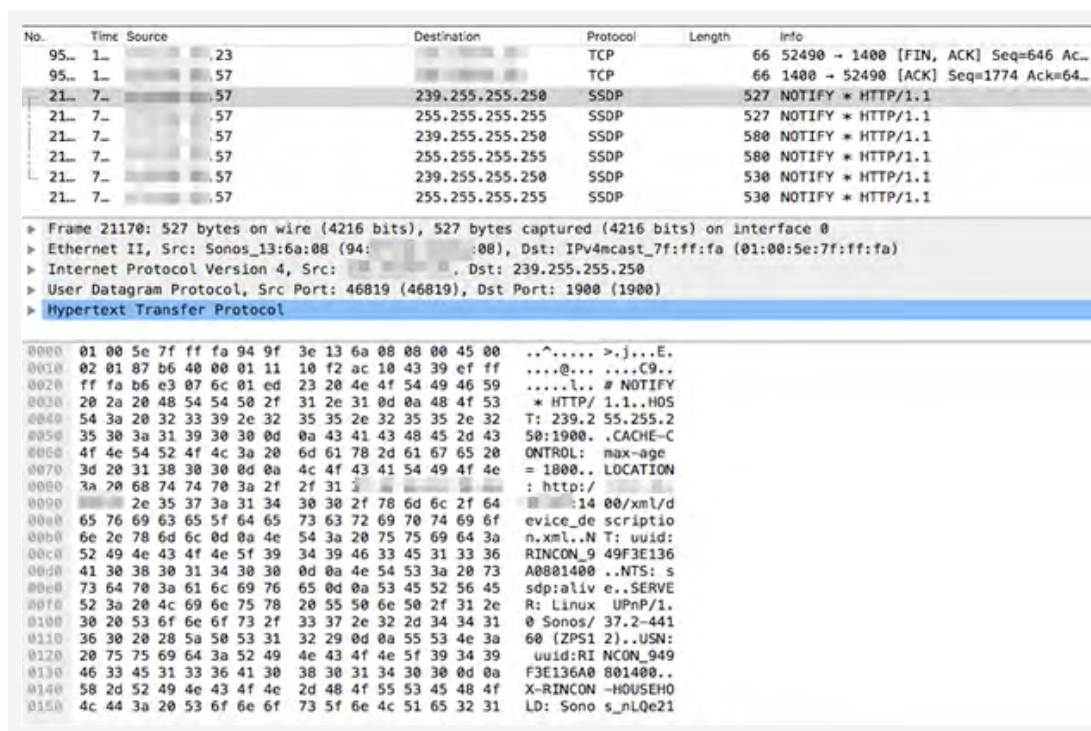 No. Time Source Destination Protocol Length Info
95… 1… .23 TCP 66 52490 → 1400 [FIN, ACK] Seq=646 Ac…
95… 1… .57 TCP 66 1400 → 52490 [ACK] Seq=1774 Ack=64…
21… 7… .57 239.255.255.250 SSDP 527 NOTIFY * HTTP/1.1
21… 7… .57 255.255.255.255 SSDP 527 NOTIFY * HTTP/1.1
21… 7… .57 239.255.255.250 SSDP 580 NOTIFY * HTTP/1.1
21… 7… .57 255.255.255.255 SSDP 580 NOTIFY * HTTP/1.1
21… 7… .57 239.255.255.250 SSDP 530 NOTIFY * HTTP/1.1
21… 7… .57 255.255.255.255 SSDP 530 NOTIFY * HTTP/1.1
Frame 21170: 527 bytes on wire (4216 bits), 527 bytes captured (4216 bits) on interface 0
Ethernet II, Src: Sonos_13:6a:08 (94: :08), Dst: IPv4mcast_7f:ff:fa (01:00:5e:7f:ff:fa)
Internet Protocol Version 4, Src: , Dst: 239.255.255.250
User Datagram Protocol, Src Port: 46819 (46819), Dst Port: 1900 (1900)
Hypertext Transfer Protocol
0000 01 00 5e 7f ff fa 94 9f 3e 13 6a 08 08 00 45 00 ..^..... >.j...E.
0010 02 01 87 b6 40 00 01 11 10 f2 ac 10 43 39 ef ff ....@... ....C9..
0020 ff fa b6 e3 07 6c 01 ed 23 20 4e 4f 54 49 46 59 .....l.. # NOTIFY
0030 20 2a 20 48 54 54 50 2f 31 2e 31 0d 0a 48 4f 53 * HTTP/ 1.1..HOS
0040 54 3a 20 32 33 39 2e 32 35 35 2e 32 35 35 2e 32 T: 239.2 55.255.2
0050 35 30 3a 31 39 30 30 0d 0a 43 41 43 48 45 2d 43 50:1900. .CACHE-C
0060 4f 4e 54 52 4f 4c 3a 20 6d 61 78 2d 61 67 65 20 ONTROL: max-age
0070 3d 20 31 38 30 30 0d 0a 4c 4f 43 41 54 49 4f 4e = 1800.. LOCATION
0080 3a 20 68 74 74 70 3a 2f 2f 31 : http:/
0090 2e 35 37 3a 31 34 30 30 2f 78 6d 6c 2f 64 :14 00/xml/d
00a0 65 76 69 63 65 5f 64 65 73 63 72 69 70 74 69 6f evice_de scriptio
00b0 6e 2e 78 6d 6c 0d 0a 4e 54 3a 20 75 75 69 64 3a n.xml..N T: uuid:
00c0 52 49 4e 43 4f 4e 5f 39 34 39 46 33 45 31 33 36 RINCON_9 49F3E136
00d0 41 30 38 30 31 34 30 30 0d 0a 4e 54 53 3a 20 73 A0801400 ..NTS: s
00e0 73 64 70 3a 61 6c 69 76 65 0d 0a 53 45 52 56 45 sdp:aliv e..SERVE
00f0 52 3a 20 4c 69 6e 75 78 20 55 50 6e 50 2f 31 2e R: Linux UPnP/1.
0100 30 20 53 6f 6e 6f 73 2f 33 37 2e 32 2d 34 34 31 0 Sonos/ 37.2-441
0110 36 30 20 28 5a 50 53 31 32 29 0d 0a 55 53 4e 3a 60 (ZPS1 2)..USN:
0120 20 75 75 69 64 3a 52 49 4e 43 4f 4e 5f 39 34 39 uuid:RI NCON_949
0130 46 33 45 31 33 36 41 30 38 30 31 34 30 30 0d 0a F3E136A0 801400..
0140 58 2d 52 49 4e 43 4f 4e 2d 48 4f 55 53 45 48 4f X-RINCON -HOUSEHO
0150 4c 44 3a 20 53 6f 6e 6f 73 5f 6e 4c 51 65 32 31 LD: Sono s_nLQe21